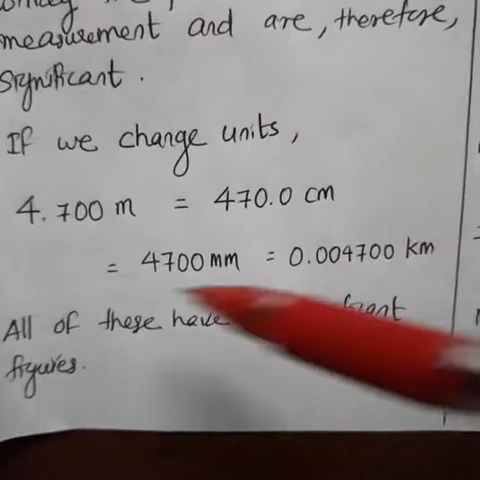 measurement and are, therefore,
significant.
If we change units,
4.700 m = 470.0 cm
= 4700 mm = 0.004700 km
All of these have
figures.